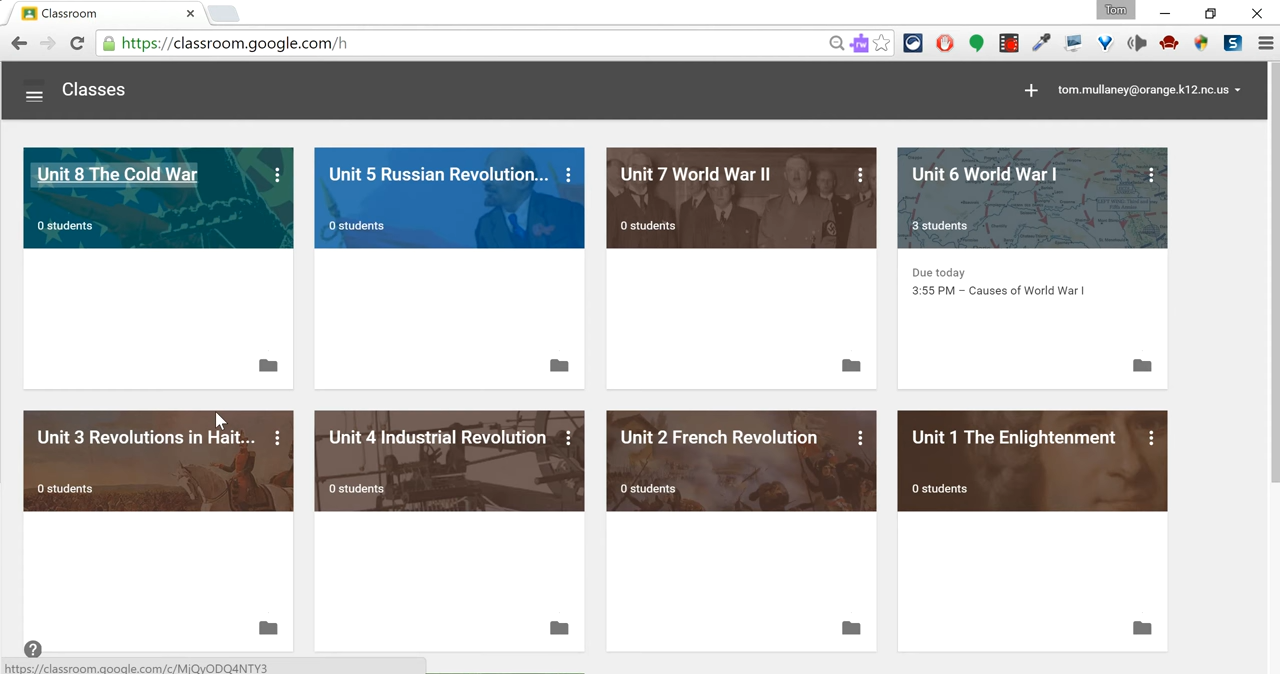 Classroom
Tom
https://classroom.google.com/h
Classes
tom.mullaney@orange.k12.nc.us
Unit 8 The Cold War
0 students
Unit 5 Russian Revolution...
0 students
Unit 7 World War II
0 students
Unit 6 World War I
3 students
Due today
3:55 PM – Causes of World War I
Unit 3 Revolutions in Hait...
0 students
Unit 4 Industrial Revolution
0 students
Unit 2 French Revolution
0 students
Unit 1 The Enlightenment
0 students
https://classroom.google.com/c/MjQyODQ4NTY3